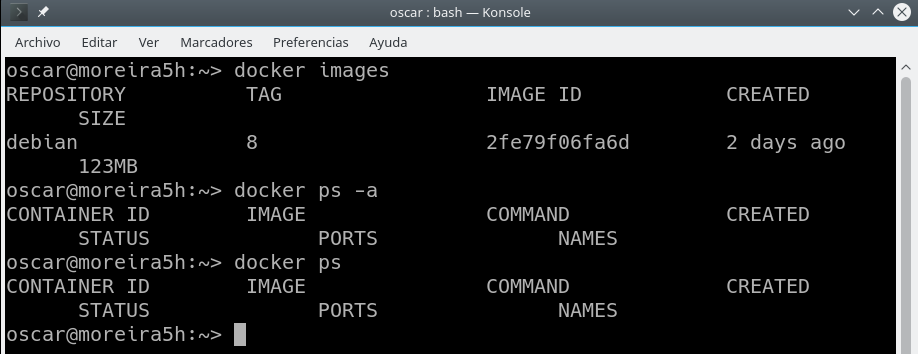 oscar : bash — Konsole
Archivo Editar Ver Marcadores Preferencias Ayuda
oscar@moreira5h:~> docker images
REPOSITORY TAG IMAGE ID CREATED
SIZE
debian 8 2fe79f06fa6d 2 days ago
123MB
oscar@moreira5h:~> docker ps -a
CONTAINER ID IMAGE COMMAND CREATED
STATUS PORTS NAMES
oscar@moreira5h:~> docker ps
CONTAINER ID IMAGE COMMAND CREATED
STATUS PORTS NAMES
oscar@moreira5h:~>